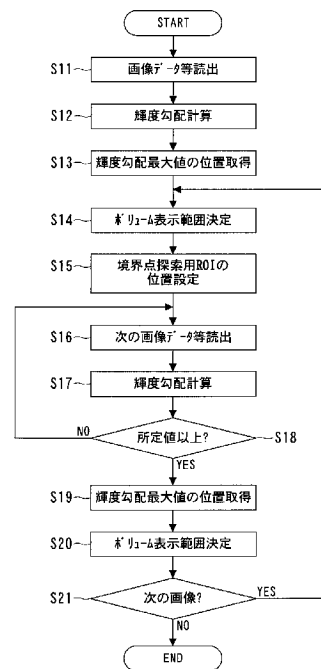 START
S11 画像データ等読出
S12 輝度勾配計算
S13 輝度勾配最大値の位置取得
S14 ボリューム表示範囲決定
S15 境界点探索用ROIの
位置設定
S16 次の画像データ等読出
S17 輝度勾配計算
NO 所定値以上? S18
YES
S19 輝度勾配最大値の位置取得
S20 ボリューム表示範囲決定
S21 次の画像? YES
NO
END